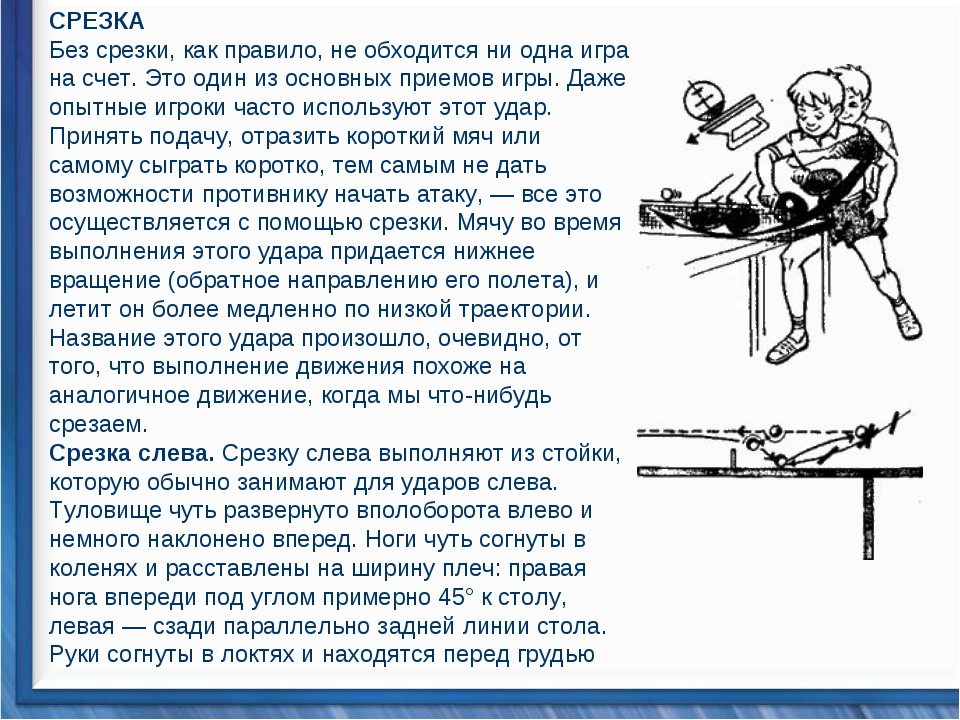 СРЕЗКА
Без срезки, как правило, не обходится ни одна игра
на счет. Это один из основных приемов игры. Даже
опытные игроки часто используют этот удар.
Принять подачу, отразить короткий мяч или
самому сыграть коротко, тем самым не дать
возможности противнику начать атаку, — все это
осуществляется с помощью срезки. Мячу во время
выполнения этого удара придается нижнее
вращение (обратное направлению его полета), и
летит он более медленно по низкой траектории.
Название этого удара произошло, очевидно, от
того, что выполнение движения похоже на
аналогичное движение, когда мы что-нибудь
срезаем.
Срезка слева. Срезку слева выполняют из стойки,
которую обычно занимают для ударов слева.
Туловище чуть развернуто вполоборота влево и
немного наклонено вперед. Ноги чуть согнуты в
коленях и расставлены на ширину плеч: правая
нога впереди под углом примерно 45° к столу,
левая — сзади параллельно задней линии стола.
Руки согнуты в локтях и находятся перед грудью